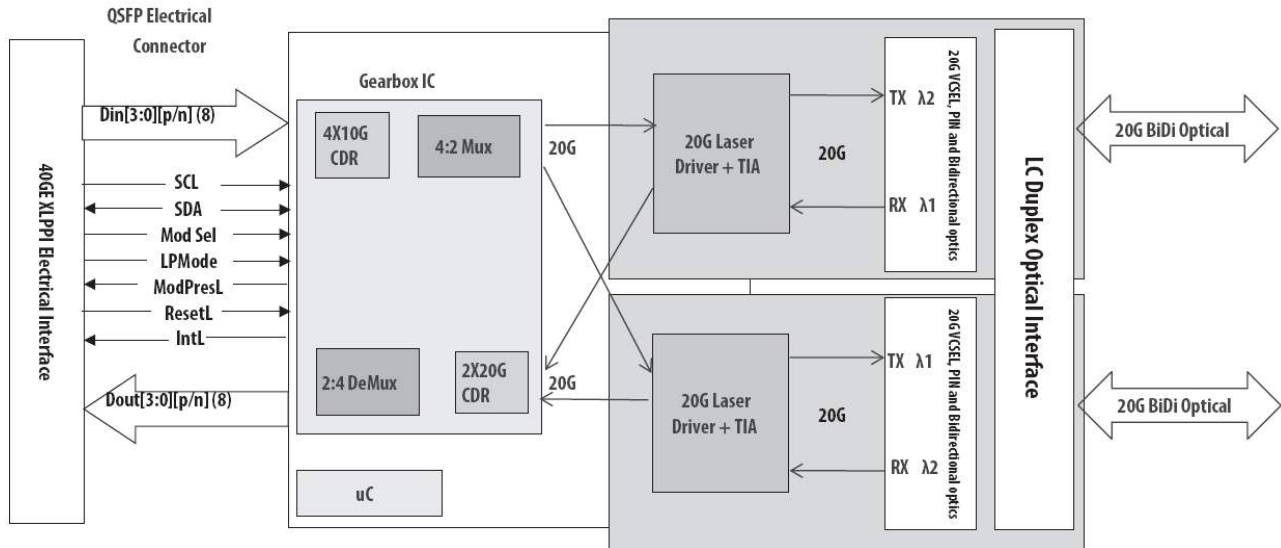 QSFP Electrical
Connector
40GE XLPPI Electrical Interface
Din[3:0][p/n] (8)
SCL
SDA
Mod Sel
LPMode
ModPresL
ResetL
IntL
Dout[3:0][p/n] (8)
Gearbox IC
4X10G
CDR
4:2 Mux
2:4 DeMux
2X20G
CDR
uC
20G
20G
20G Laser
Driver + TIA
20G
TX λ2
RX λ1
20G VCSEL, PIN and Bidirectional optics
20G Laser
Driver + TIA
20G
TX λ1
RX λ2
20G VCSEL, PIN and Bidirectional optics
LC Duplex Optical Interface
20G BiDi Optical
20G BiDi Optical